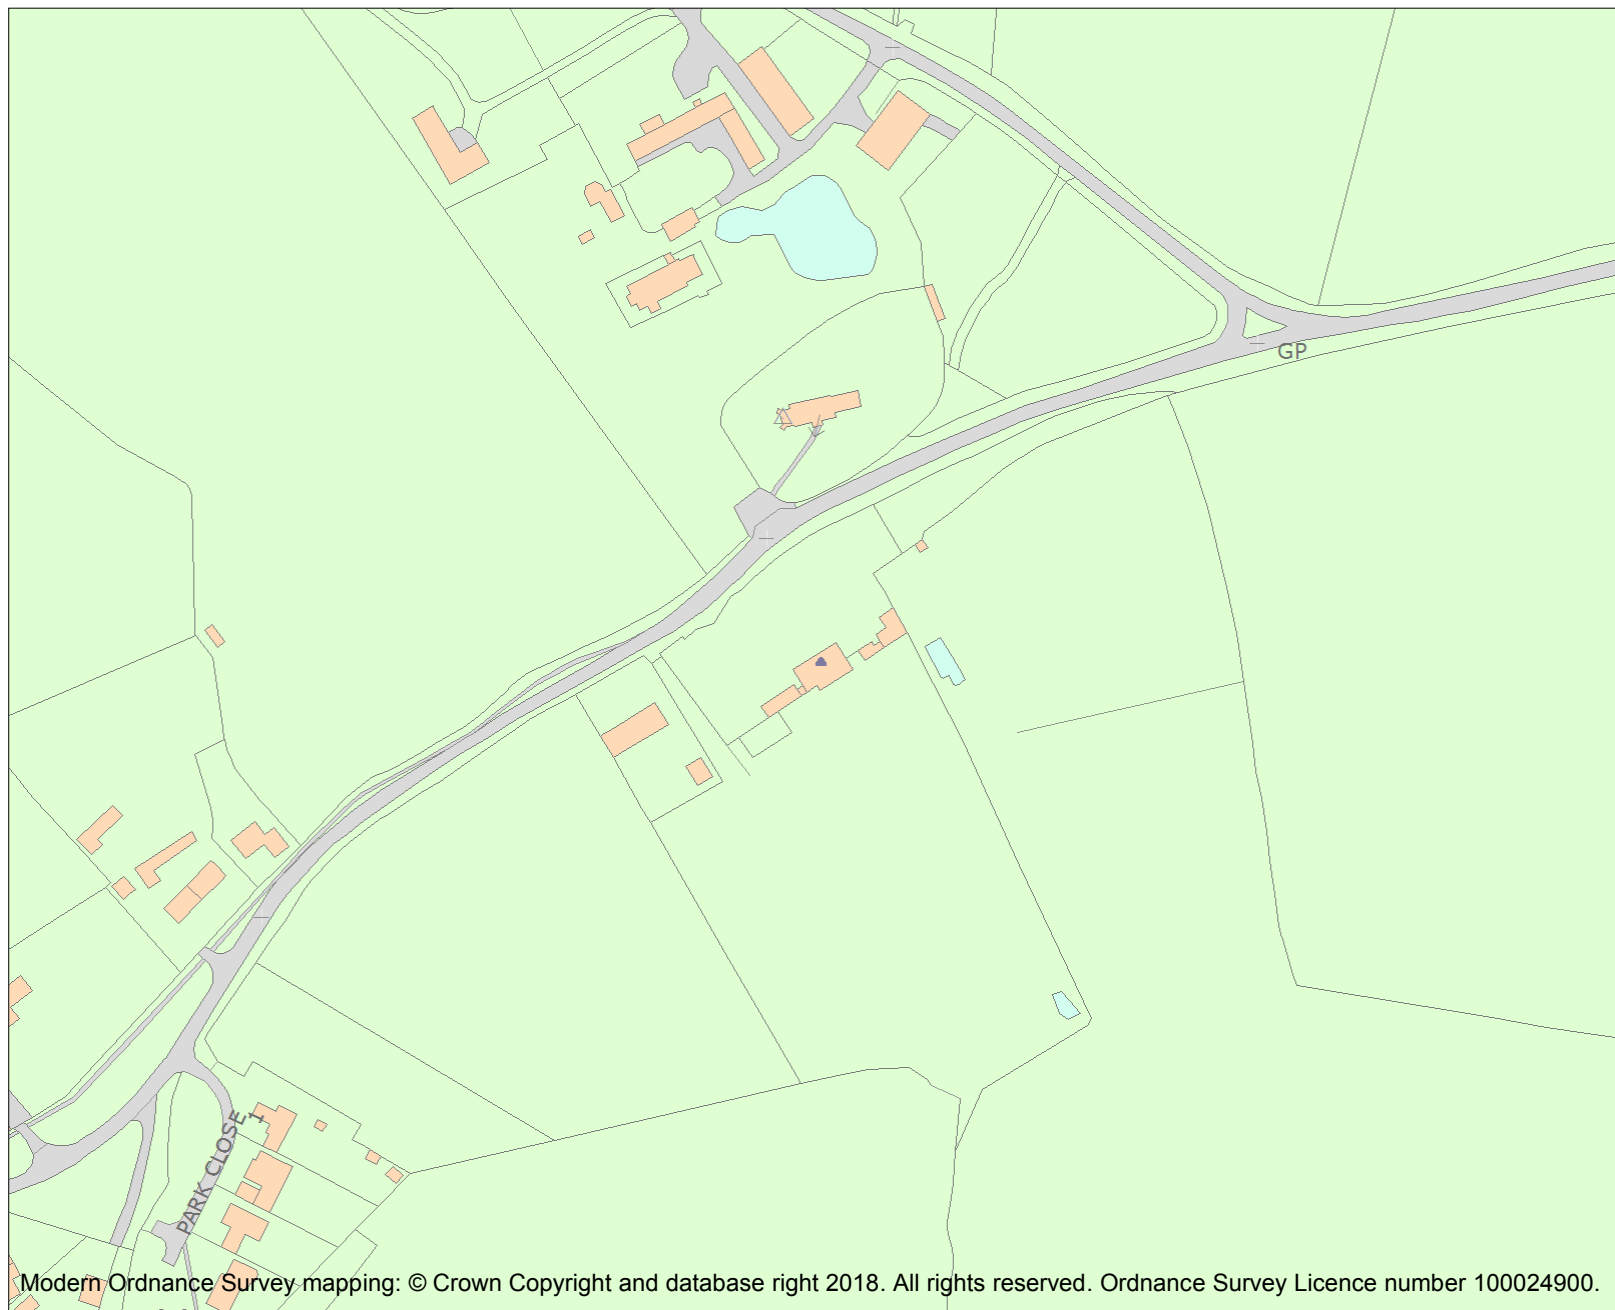 GP
1
PARK CLOSE
Modern Ordnance Survey mapping: © Crown Copyright and database right 2018. All rights reserved. Ordnance Survey Licence number 100024900.